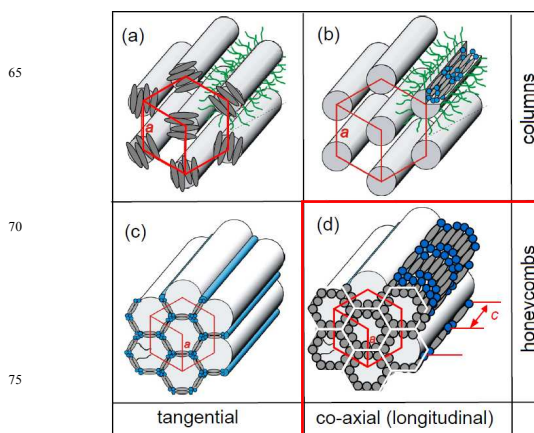 65
70
75
(a)
a
(b)
a
columns
(c)
a
(d)
a
c
honeycombs
tangential
co-axial (longitudinal)